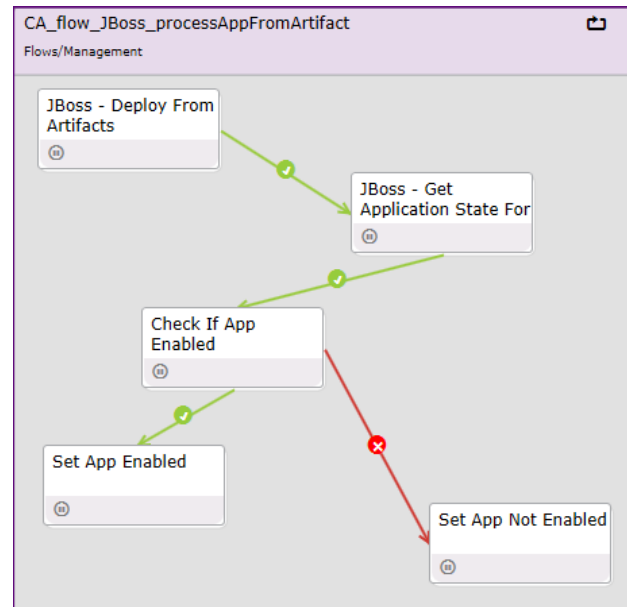 CA_flow_JBoss_processAppFromArtifact
Flows/Management
JBoss - Deploy From
Artifacts
JBoss - Get
Application State For
Check If App
Enabled
Set App Enabled
Set App Not Enabled